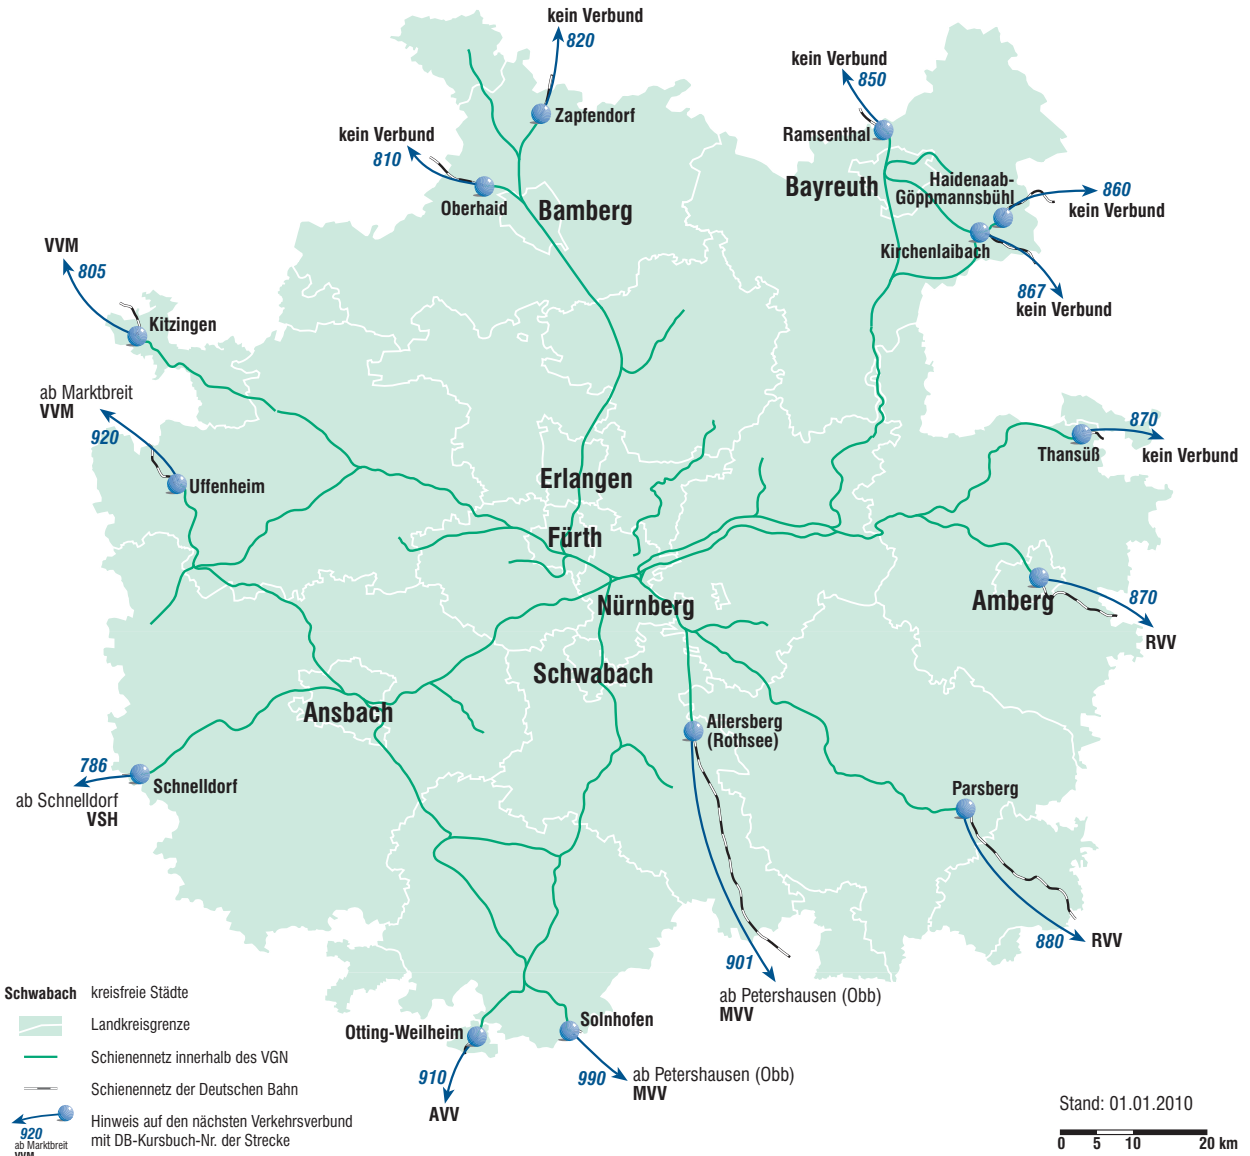 kein Verbund
820
Zapfendorf
kein Verbund
850
Ramsenthal
kein Verbund
810
Oberhaid
Bamberg
Bayreuth
Haidenaab-
Göppmannsbühl
860
kein Verbund
Kirchenlaibach
867
kein Verbund
VVM
805
Kitzingen
ab Marktbreit
VVM
920
Uffenheim
870
kein Verbund
Thansüß
Erlangen
Fürth
Nürnberg
Amberg
870
RVV
Schwabach
Ansbach
Allersberg
(Rothsee)
786
ab Schnelldorf
VSH
Schnelldorf
Parsberg
880
RVV
901
ab Petershausen (Obb)
MVV
Otting-Weilheim
910
AVV
Solnhofen
990
ab Petershausen (Obb)
MVV
Schwabach kreisfreie Städte
Landkreisgrenze
Schienennetz innerhalb des VGN
Schienennetz der Deutschen Bahn
Hinweis auf den nächsten Verkehrsverbund
mit DB-Kursbuch-Nr. der Strecke
920
ab Marktbreit
VVM
Stand: 01.01.2010
0 5 10 20 km